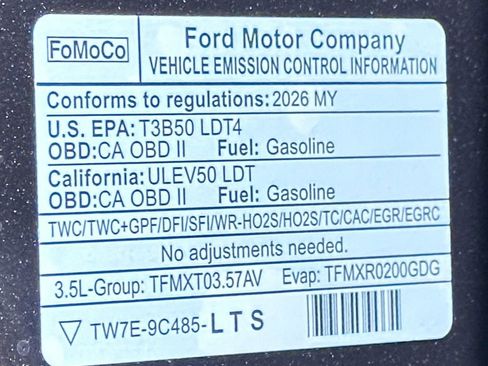 FoMoCo
Ford Motor Company
VEHICLE EMISSION CONTROL INFORMATION
Conforms to regulations: 2026 MY
U.S. EPA: T3B50 LDT4
OBD: CA OBD II Fuel: Gasoline
California: ULEV50 LDT
OBD: CA OBD II Fuel: Gasoline
TWC/TWC+GPF/DFI/SFI/WR-HO2S/HO2S/TC/CAC/EGR/EGRC
No adjustments needed.
3.5L-Group: TFMXT03.57AV Evap: TFMXR0200GDG
TW7E-9C485-LTS